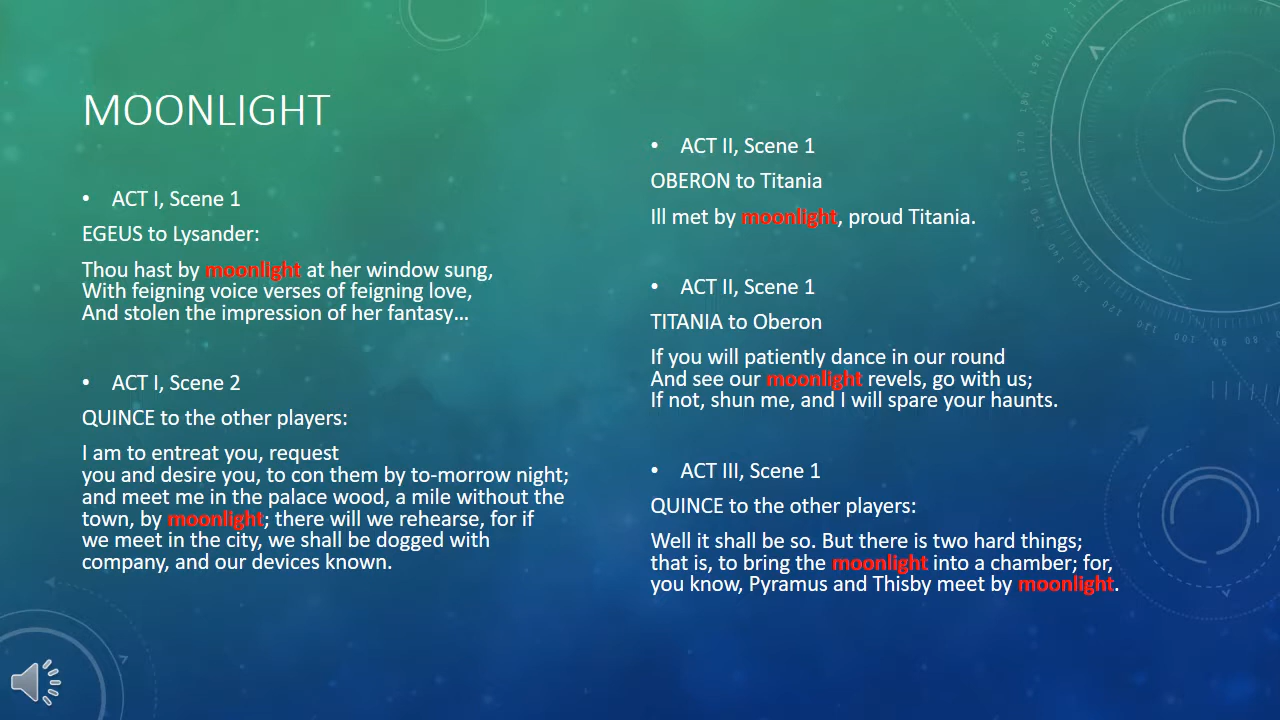 MOONLIGHT
• ACT I, Scene 1
EGEUS to Lysander:
Thou hast by moonlight at her window sung,
With feigning voice verses of feigning love,
And stolen the impression of her fantasy…
• ACT I, Scene 2
QUINCE to the other players:
I am to entreat you, request
you and desire you, to con them by to-morrow night;
and meet me in the palace wood, a mile without the
town, by moonlight; there will we rehearse, for if
we meet in the city, we shall be dogged with
company, and our devices known.
• ACT II, Scene 1
OBERON to Titania
Ill met by moonlight, proud Titania.
• ACT II, Scene 1
TITANIA to Oberon
If you will patiently dance in our round
And see our moonlight revels, go with us;
If not, shun me, and I will spare your haunts.
• ACT III, Scene 1
QUINCE to the other players:
Well it shall be so. But there is two hard things;
that is, to bring the moonlight into a chamber; for,
you know, Pyramus and Thisby meet by moonlight.